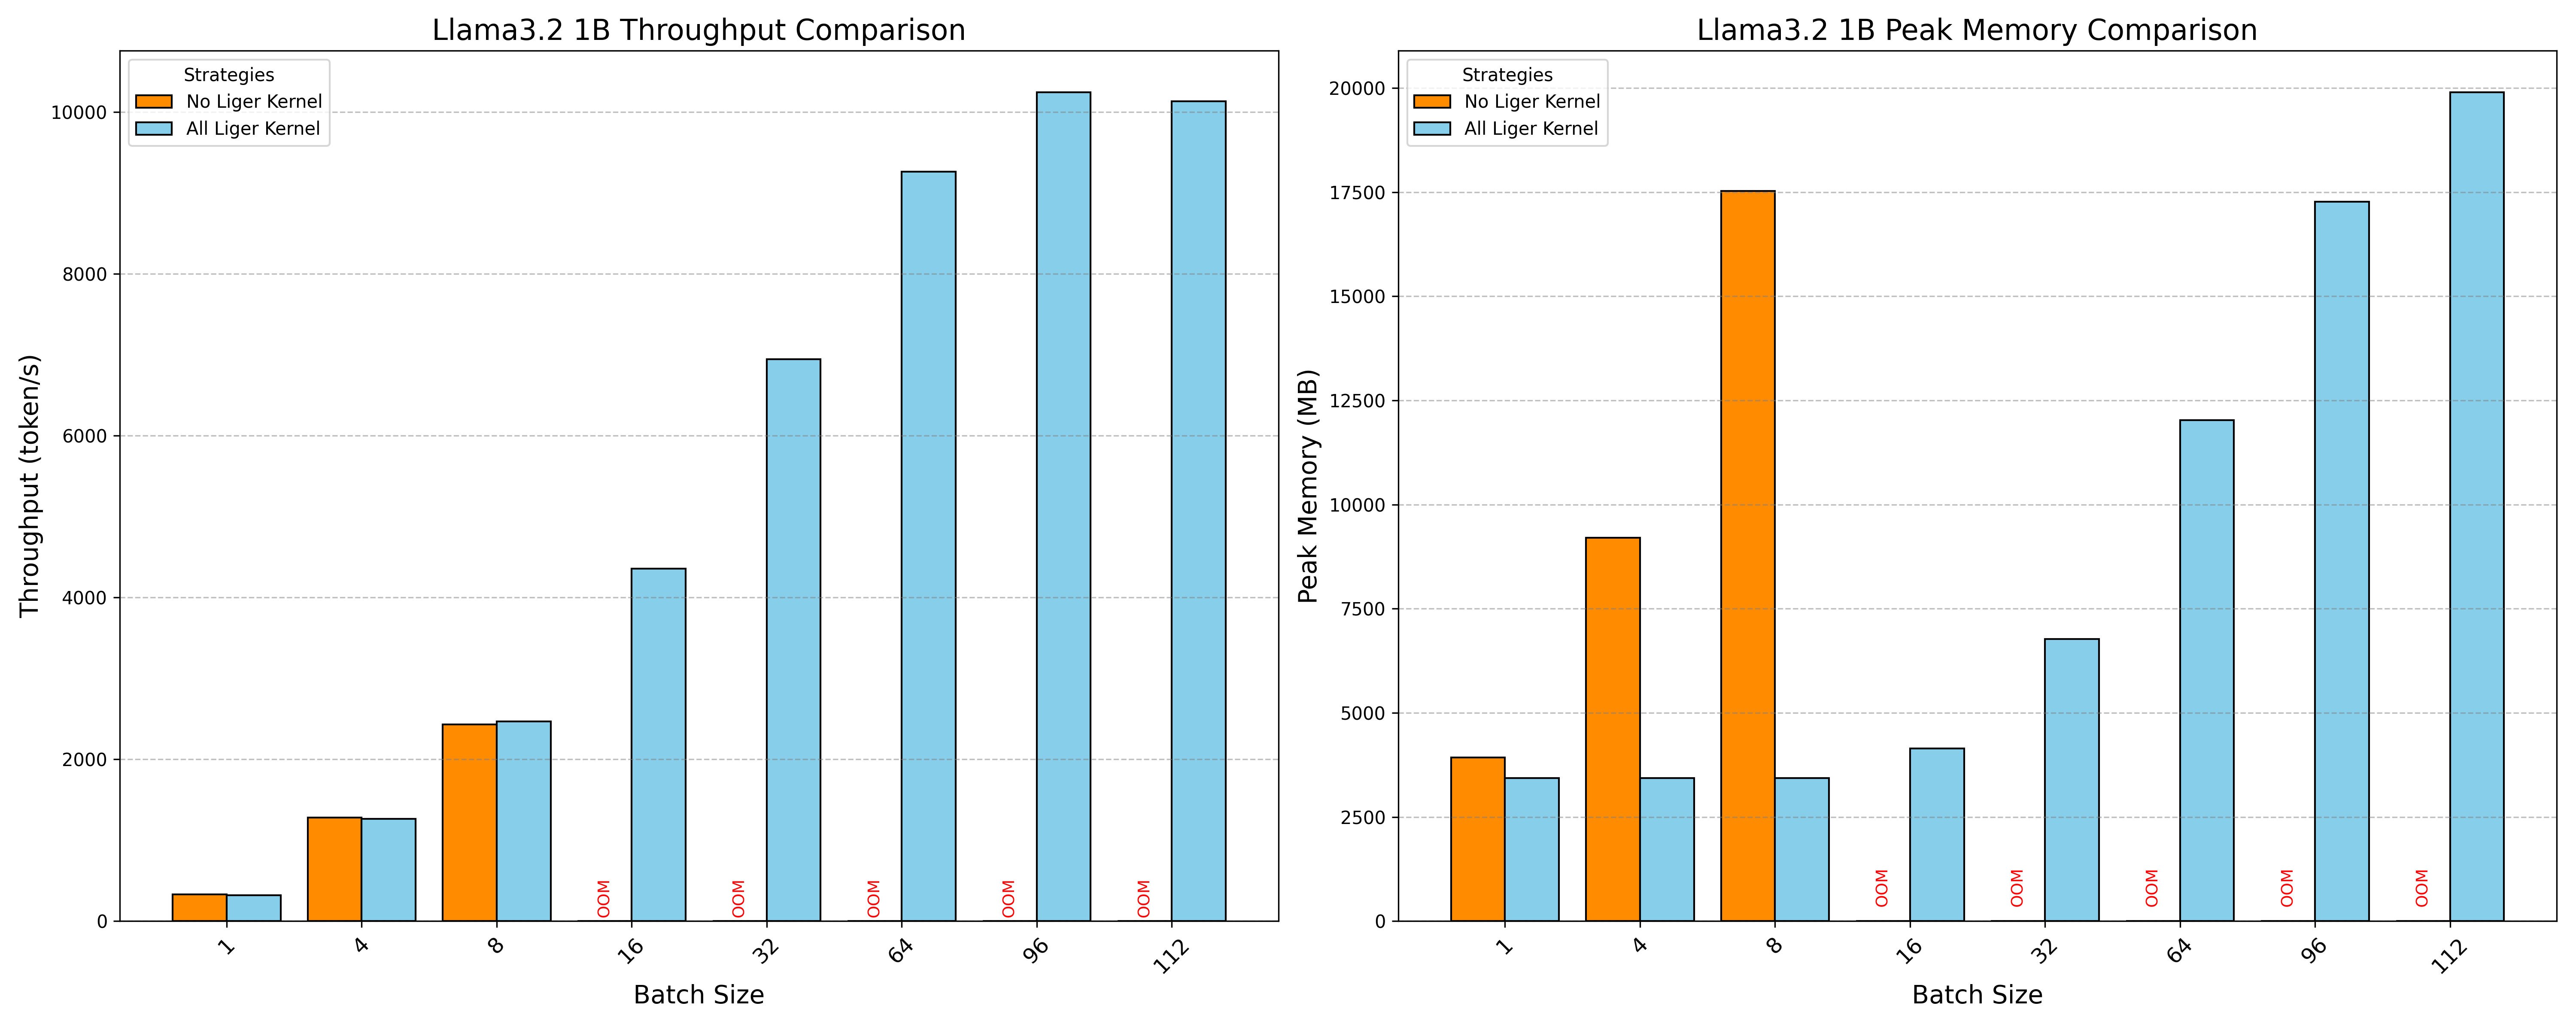 Llama3.2 1B Throughput Comparison
Strategies
No Liger Kernel
All Liger Kernel
Throughput (token/s)
10000
8000
6000
4000
2000
0
OOM
OOM
OOM
OOM
OOM
1
4
8
16
32
64
96
112
Batch Size
Llama3.2 1B Peak Memory Comparison
Strategies
No Liger Kernel
All Liger Kernel
Peak Memory (MB)
20000
17500
15000
12500
10000
7500
5000
2500
0
OOM
OOM
OOM
OOM
OOM
1
4
8
16
32
64
96
112
Batch Size